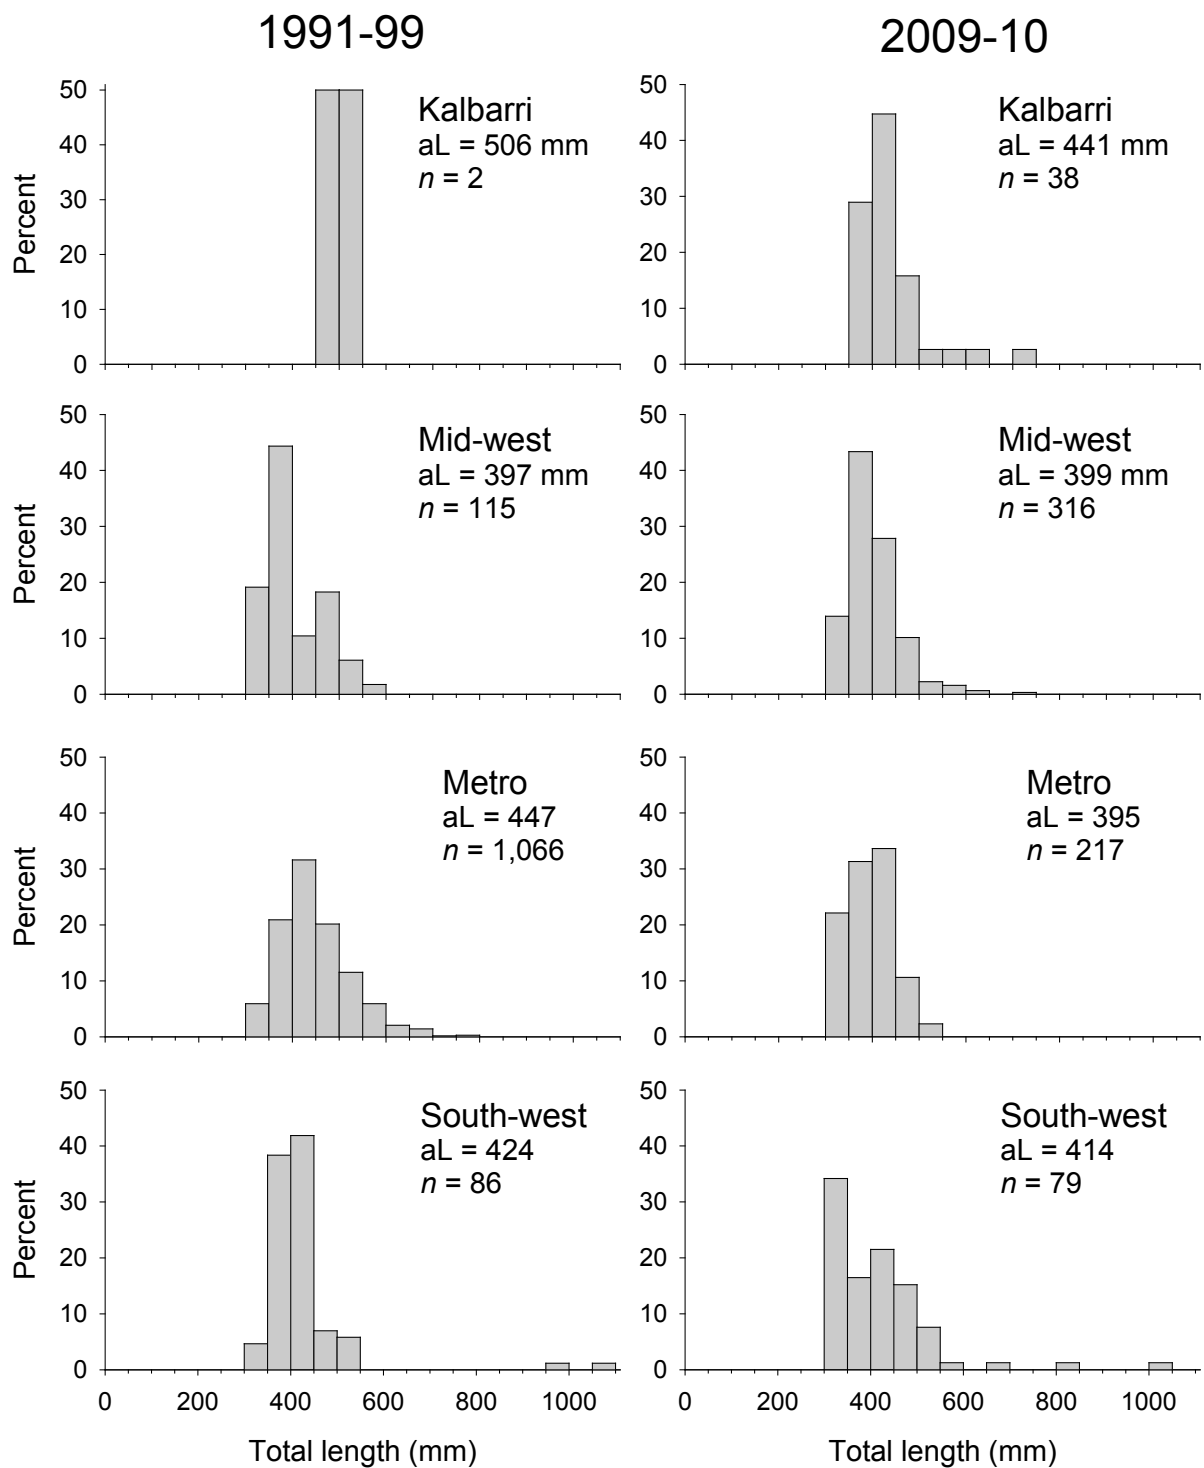 1991-99
2009-10
50
40
30
20
10
0
Percent
Kalbarri
aL = 506 mm
n = 2
50
40
30
20
10
0
Kalbarri
aL = 441 mm
n = 38
50
40
30
20
10
0
Percent
Mid-west
aL = 397 mm
n = 115
50
40
30
20
10
0
Mid-west
aL = 399 mm
n = 316
50
40
30
20
10
0
Percent
Metro
aL = 447
n = 1,066
50
40
30
20
10
0
Metro
aL = 395
n = 217
50
40
30
20
10
0
Percent
South-west
aL = 424
n = 86
0 200 400 600 800 1000
Total length (mm)
50
40
30
20
10
0
South-west
aL = 414
n = 79
0 200 400 600 800 1000
Total length (mm)